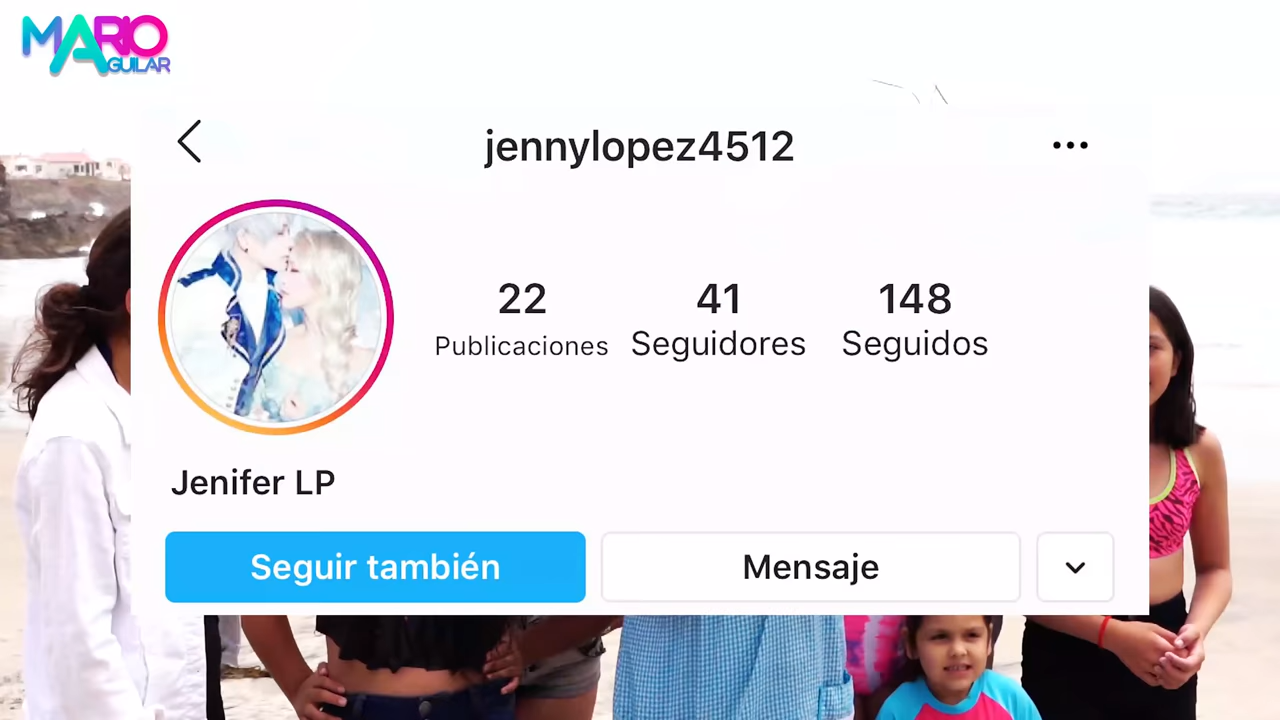 MARIO
AGUILAR
jennylopez4512
22
41
148
Publicaciones
Seguidores
Seguidos
Jenifer LP
Seguir también
Mensaje